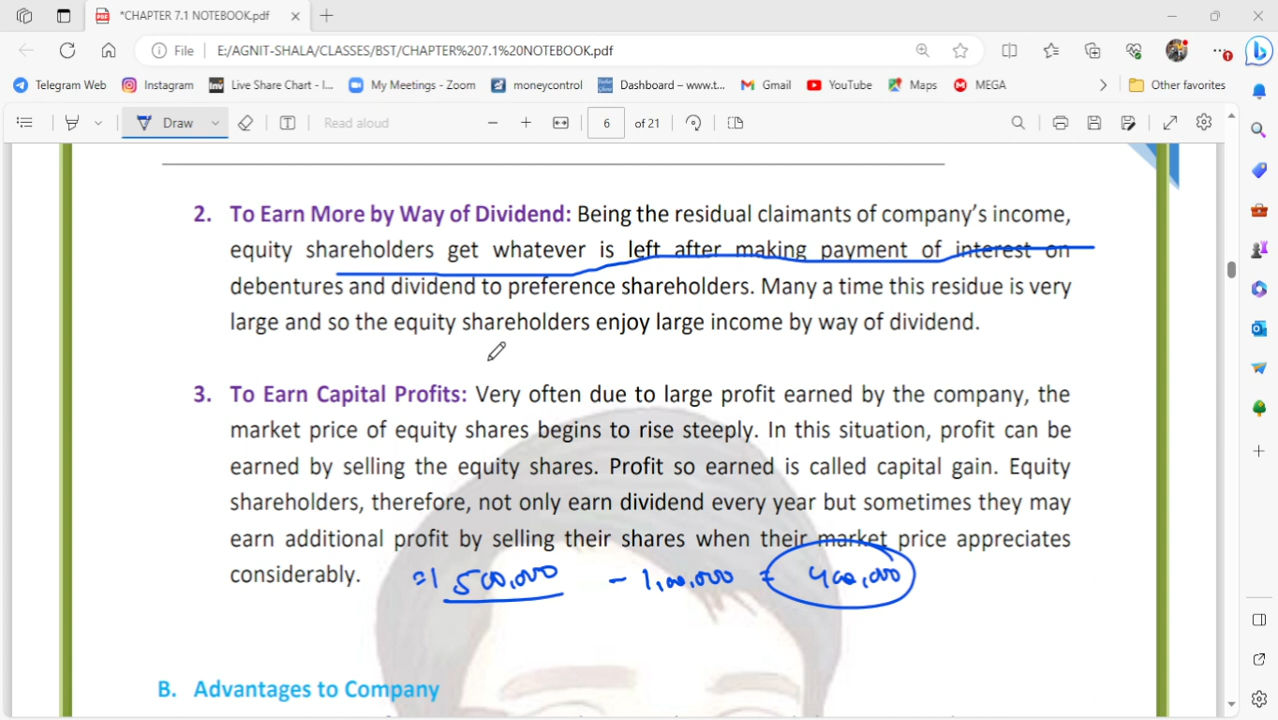 *CHAPTER 7.1 NOTEBOOK.pdf
File E:/AGNIT-SHALA/CLASSES/BST/CHAPTER%207.1%20NOTEBOOK.pdf
Telegram Web Instagram Live Share Chart - I... My Meetings - Zoom moneycontrol Dashboard – www.t... Gmail YouTube Maps MEGA Other favorites
Draw Read aloud 6 of 21
2. To Earn More by Way of Dividend: Being the residual claimants of company's income,
equity shareholders get whatever is left after making payment of interest on
debentures and dividend to preference shareholders. Many a time this residue is very
large and so the equity shareholders enjoy large income by way of dividend.
3. To Earn Capital Profits: Very often due to large profit earned by the company, the
market price of equity shares begins to rise steeply. In this situation, profit can be
earned by selling the equity shares. Profit so earned is called capital gain. Equity
shareholders, therefore, not only earn dividend every year but sometimes they may
earn additional profit by selling their shares when their market price appreciates
considerably.
500,000 - 1,00,000 = 400,000
B. Advantages to Company